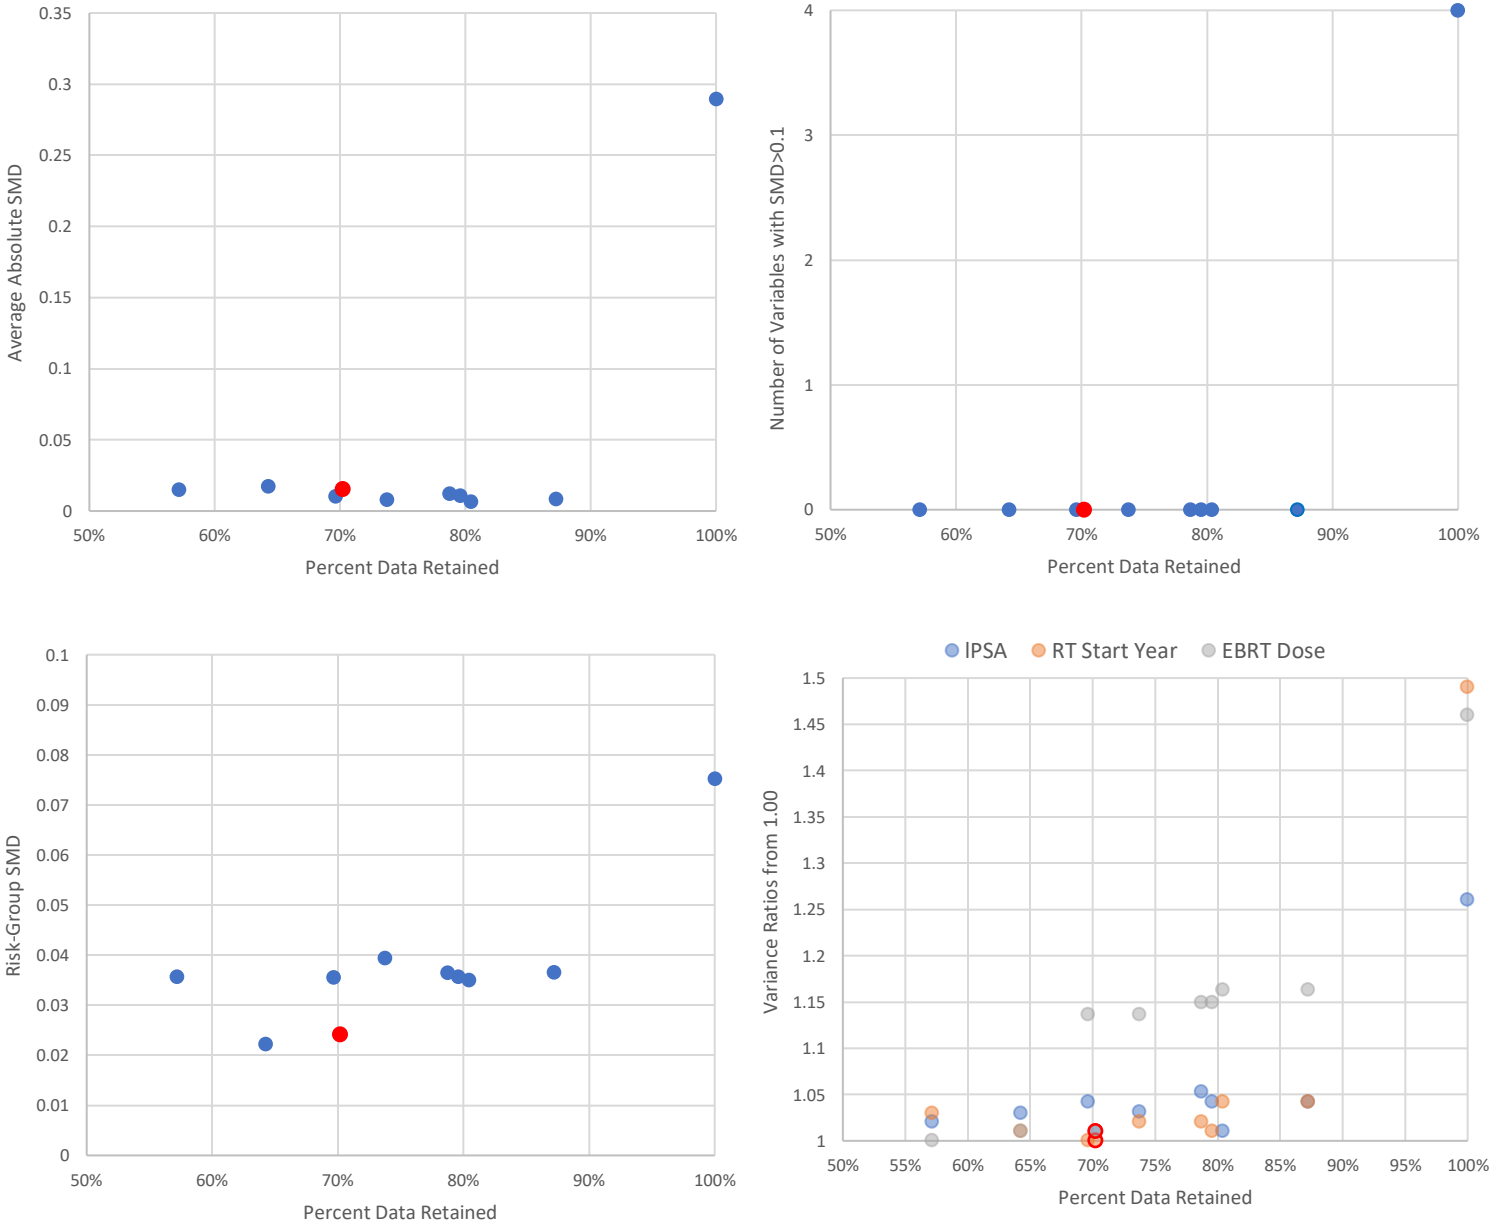 0.35
0.3
0.25
0.2
0.15
0.1
0.05
0
Average Absolute SMD
50% 60% 70% 80% 90% 100%
Percent Data Retained
4
3
2
1
0
Number of Variables with SMD>0.1
50% 60% 70% 80% 90% 100%
Percent Data Retained
0.1
0.09
0.08
0.07
0.06
0.05
0.04
0.03
0.02
0.01
0
Risk-Group SMD
50% 60% 70% 80% 90% 100%
Percent Data Retained
IPSA RT Start Year EBRT Dose
1.5
1.45
1.4
1.35
1.3
1.25
1.2
1.15
1.1
1.05
1
Variance Ratios from 1.00
50% 55% 60% 65% 70% 75% 80% 85% 90% 95% 100%
Percent Data Retained